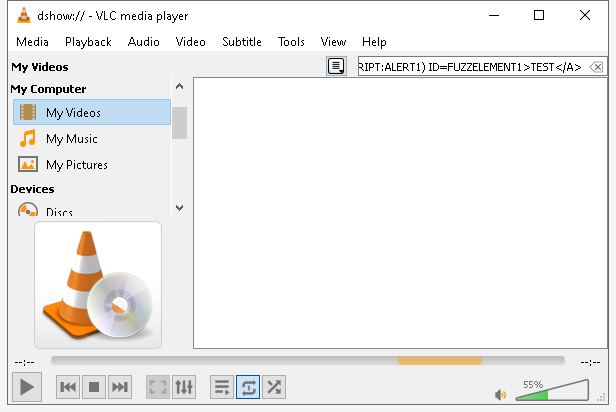 dshow:// - VLC media player
Media Playback Audio Video Subtitle Tools View Help
My Videos
RIPT:ALERT1) ID=FUZZELEMENT1>TEST</A>
My Computer
My Videos
My Music
My Pictures
Devices
Discs
--:-- --:--
55%